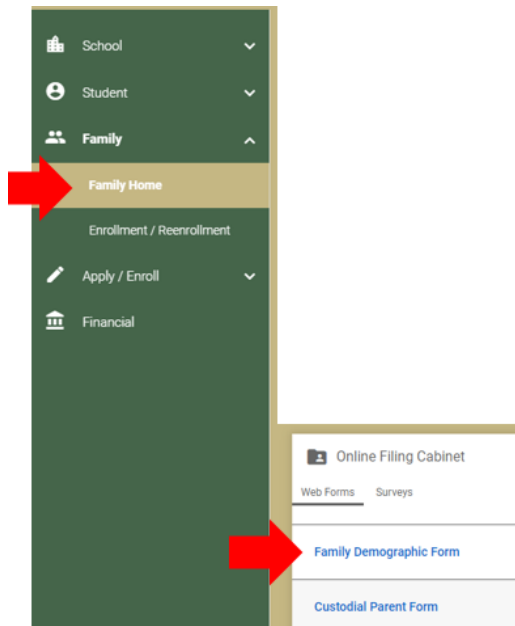 School
Student
Family
Family Home
Enrollment / Reenrollment
Apply / Enroll
Financial
Online Filing Cabinet
Web Forms Surveys
Family Demographic Form
Custodial Parent Form